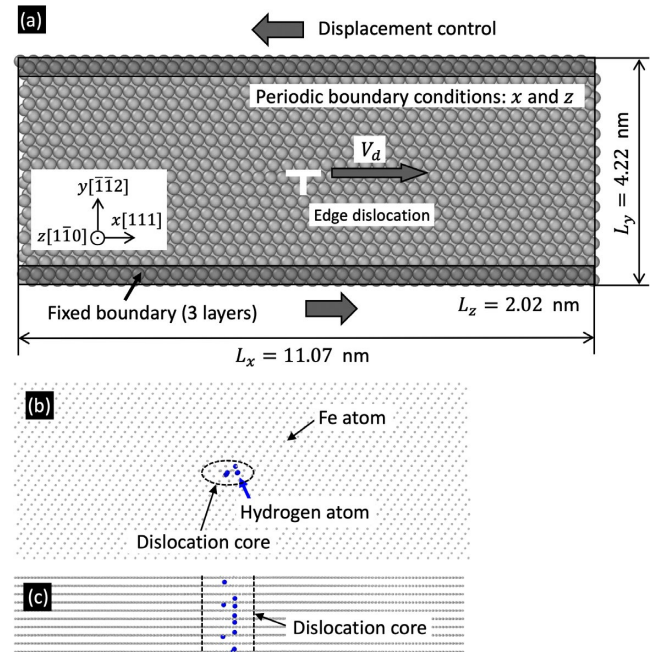 (a)
Displacement control
Periodic boundary conditions: x and z
V_d
Edge dislocation
y[1̅1̅2]
x[111]
z[11̅0]
L_y = 4.22 nm
Fixed boundary (3 layers)
L_z = 2.02 nm
L_x = 11.07 nm
(b)
Fe atom
Hydrogen atom
Dislocation core
(c)
Dislocation core